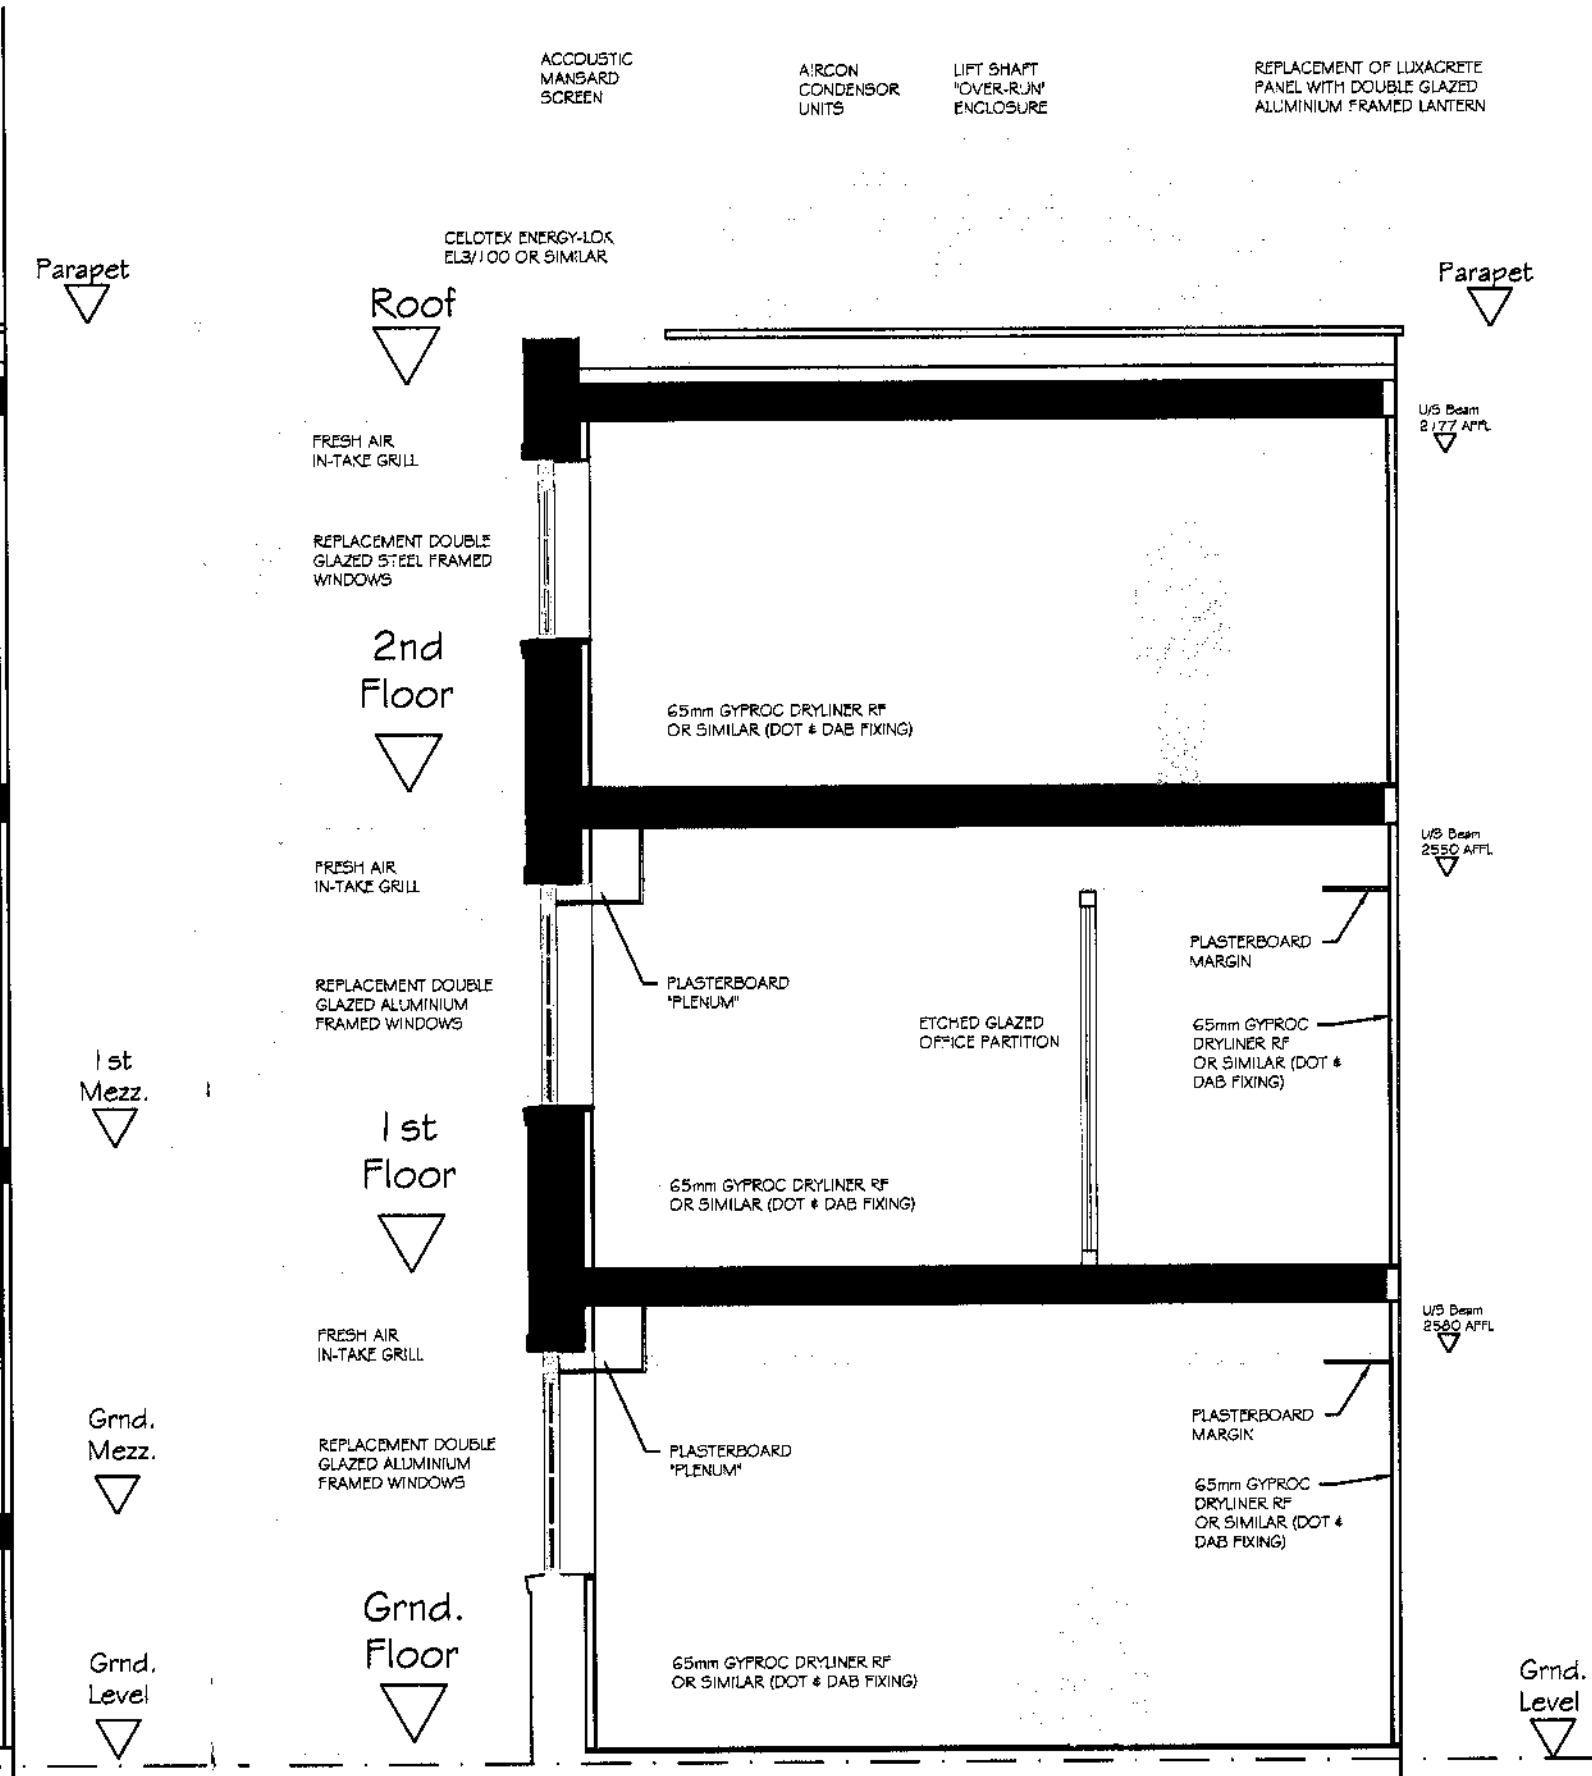 ACCOUSTIC
MANSARD
SCREEN
AIRCON
CONDENSOR
UNITS
LIFT SHAFT
"OVER-RUN"
ENCLOSURE
REPLACEMENT OF LUXACRETE
PANEL WITH DOUBLE GLAZED
ALUMINIUM FRAMED LANTERN
CELOTEX ENERGY-LOK
EL3/100 OR SIMILAR
Parapet
Roof
Parapet
U/S Beam
2177 AFFL
FRESH AIR
IN-TAKE GRILL
REPLACEMENT DOUBLE
GLAZED STEEL FRAMED
WINDOWS
2nd
Floor
65mm GYPROC DRYLINER RF
OR SIMILAR (DOT & DAB FIXING)
U/S Beam
2550 AFFL
FRESH AIR
IN-TAKE GRILL
PLASTERBOARD
MARGIN
REPLACEMENT DOUBLE
GLAZED ALUMINIUM
FRAMED WINDOWS
PLASTERBOARD
"PLENUM"
ETCHED GLAZED
OFFICE PARTITION
65mm GYPROC
DRYLINER RF
OR SIMILAR (DOT &
DAB FIXING)
1st
Mezz.
1st
Floor
65mm GYPROC DRYLINER RF
OR SIMILAR (DOT & DAB FIXING)
U/S Beam
2580 AFFL
FRESH AIR
IN-TAKE GRILL
Grnd.
Mezz.
REPLACEMENT DOUBLE
GLAZED ALUMINIUM
FRAMED WINDOWS
PLASTERBOARD
"PLENUM"
PLASTERBOARD
MARGIN
65mm GYPROC
DRYLINER RF
OR SIMILAR (DOT &
DAB FIXING)
Grnd.
Floor
Grnd.
Level
65mm GYPROC DRYLINER RF
OR SIMILAR (DOT & DAB FIXING)
Grnd.
Level